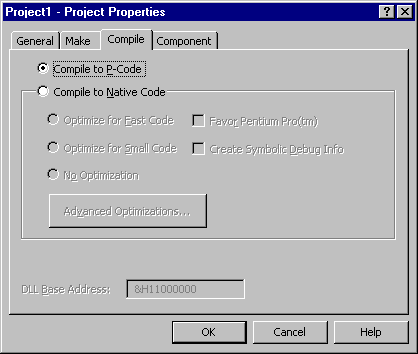 Project1 - Project Properties
General Make Compile Component
Compile to P-Code
Compile to Native Code
Optimize for Fast Code Favor Pentium Pro(tm)
Optimize for Small Code Create Symbolic Debug Info
No Optimization
Advanced Optimizations...
DLL Base Address: &H11000000
OK Cancel Help